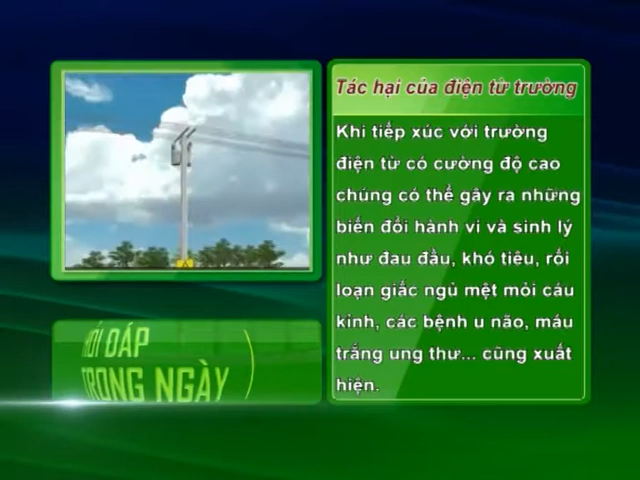 Tác hại của điện từ trường
Khi tiếp xúc với trường
điện từ có cường độ cao
chúng có thể gây ra những
biến đổi hành vi và sinh lý
như đau đầu, khó tiêu, rối
loạn giấc ngủ mệt mỏi cáu
kỉnh, các bệnh u não, máu
trắng ung thư... cũng xuất
hiện.
HỎI ĐÁP
TRONG NGÀY